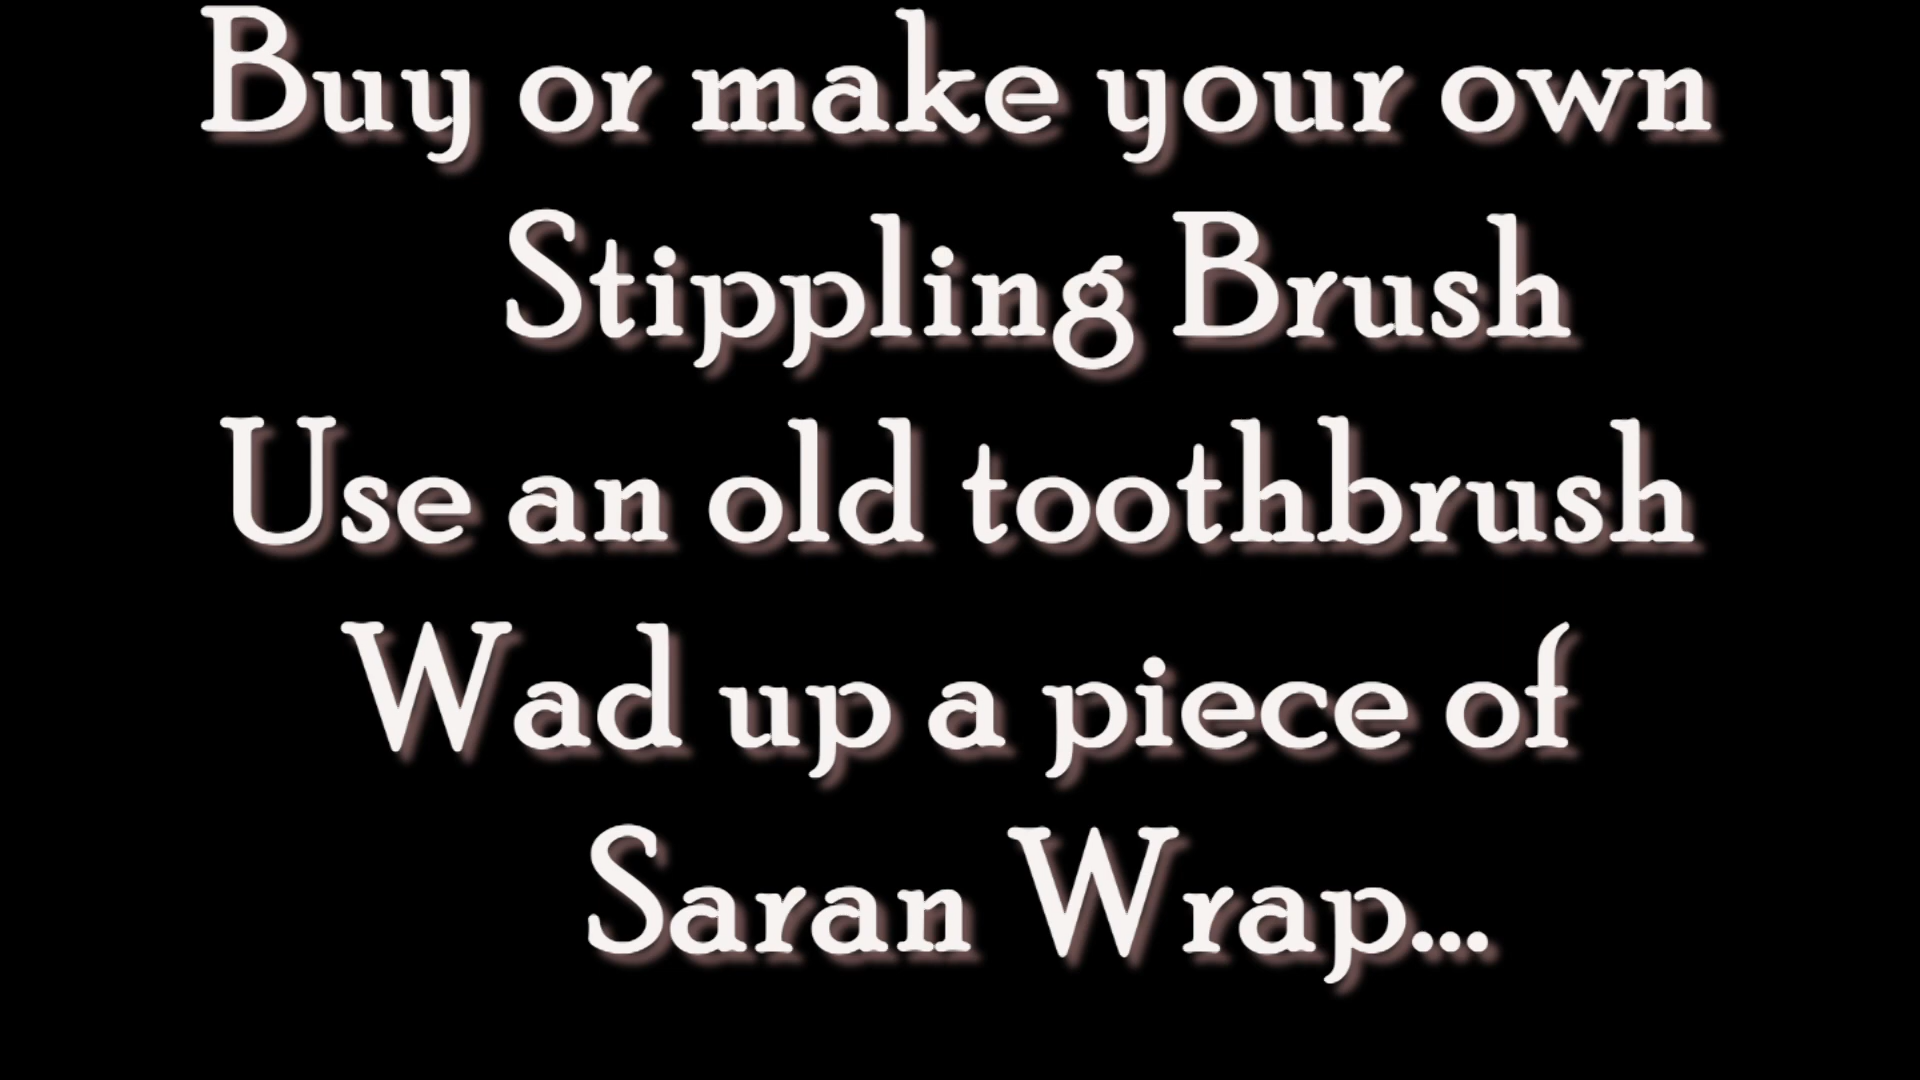 Buy or make your own
Stippling Brush
Use an old toothbrush
Wad up a piece of
Saran Wrap...